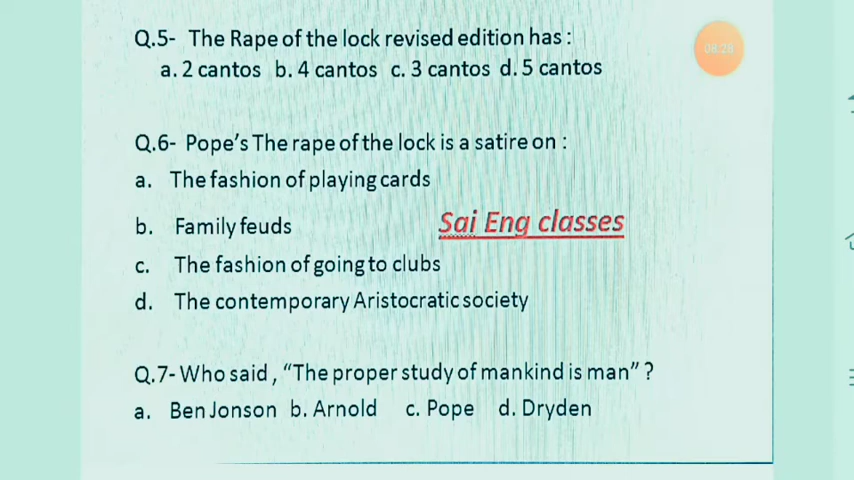 Q.5- The Rape of the lock revised edition has :
a. 2 cantos b. 4 cantos c. 3 cantos d. 5 cantos
Q.6- Pope's The rape of the lock is a satire on :
a. The fashion of playing cards
b. Family feuds
Sai Eng classes
c. The fashion of going to clubs
d. The contemporary Aristocratic society
Q.7- Who said , “The proper study of mankind is man” ?
a. Ben Jonson b. Arnold c. Pope d. Dryden